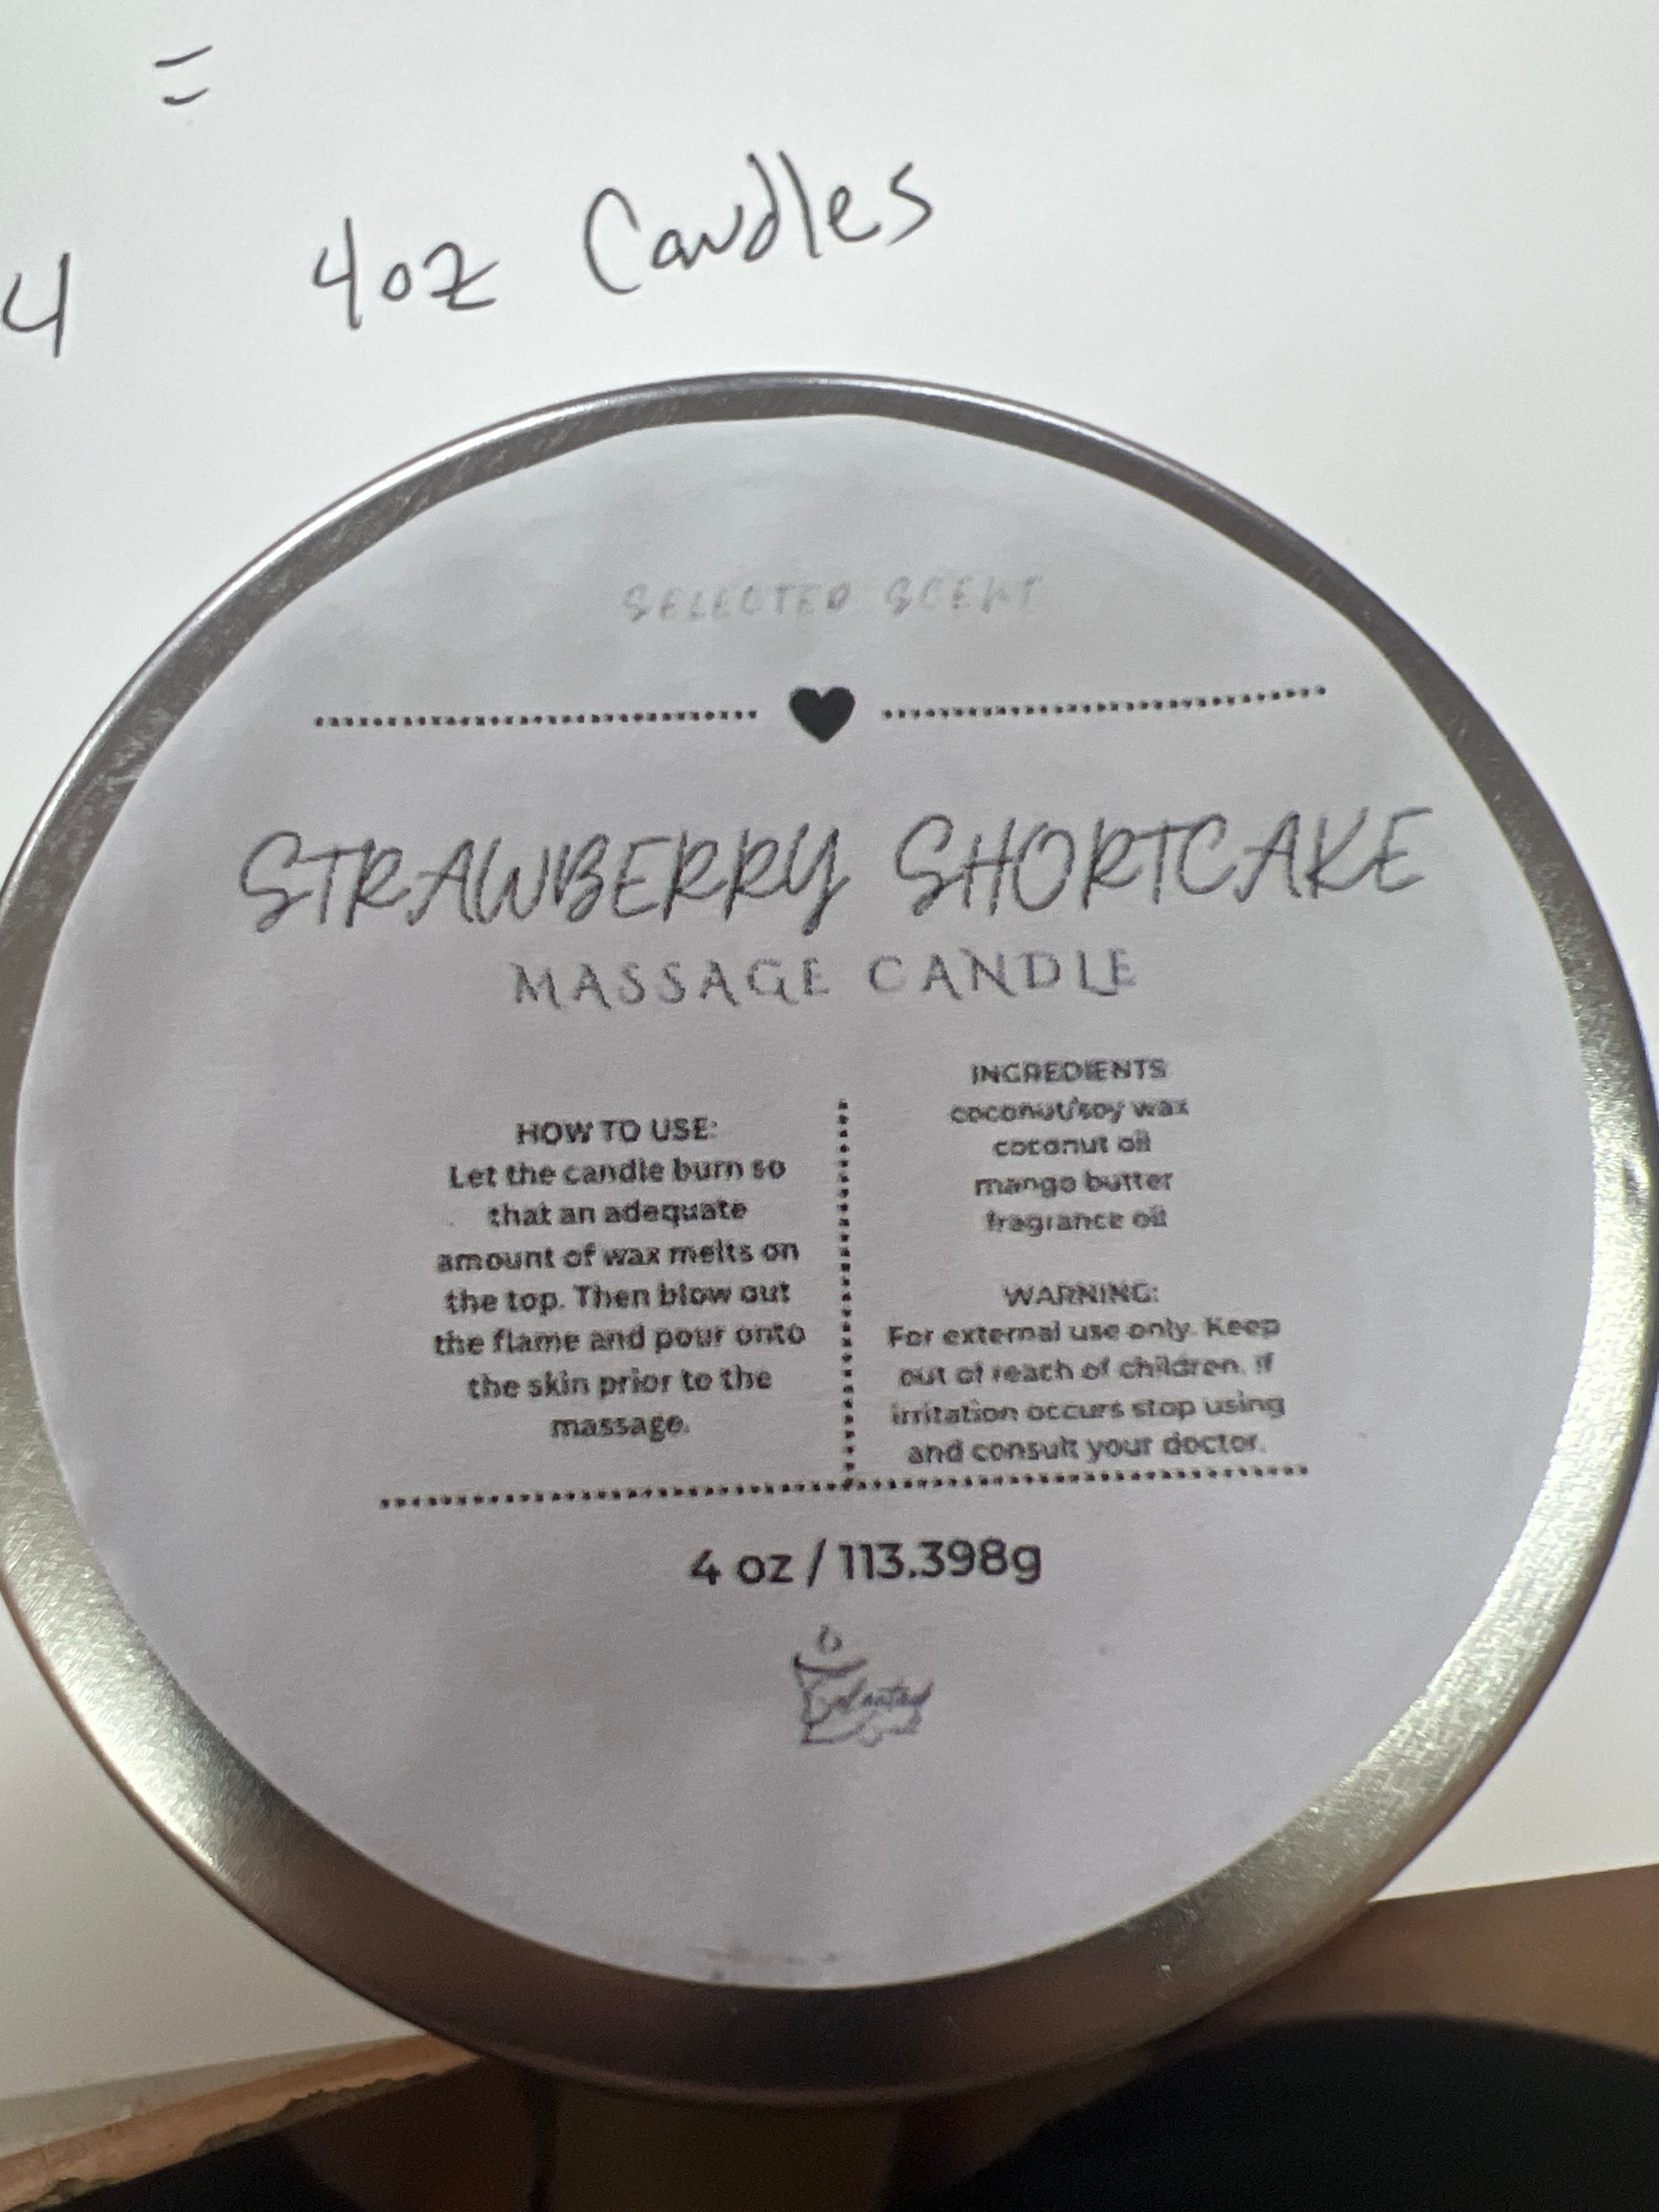 =
4 4oz Candles
SELECTED SCENT
STRAWBERRY SHORTCAKE
MASSAGE CANDLE
HOW TO USE:
Let the candle burn so
that an adequate
amount of wax melts on
the top. Then blow out
the flame and pour onto
the skin prior to the
massage.
INGREDIENTS
coconut/soy wax
coconut oil
mango butter
fragrance oil
WARNING:
For external use only. Keep
out of reach of children. If
irritation occurs stop using
and consult your doctor.
4 oz / 113.398g